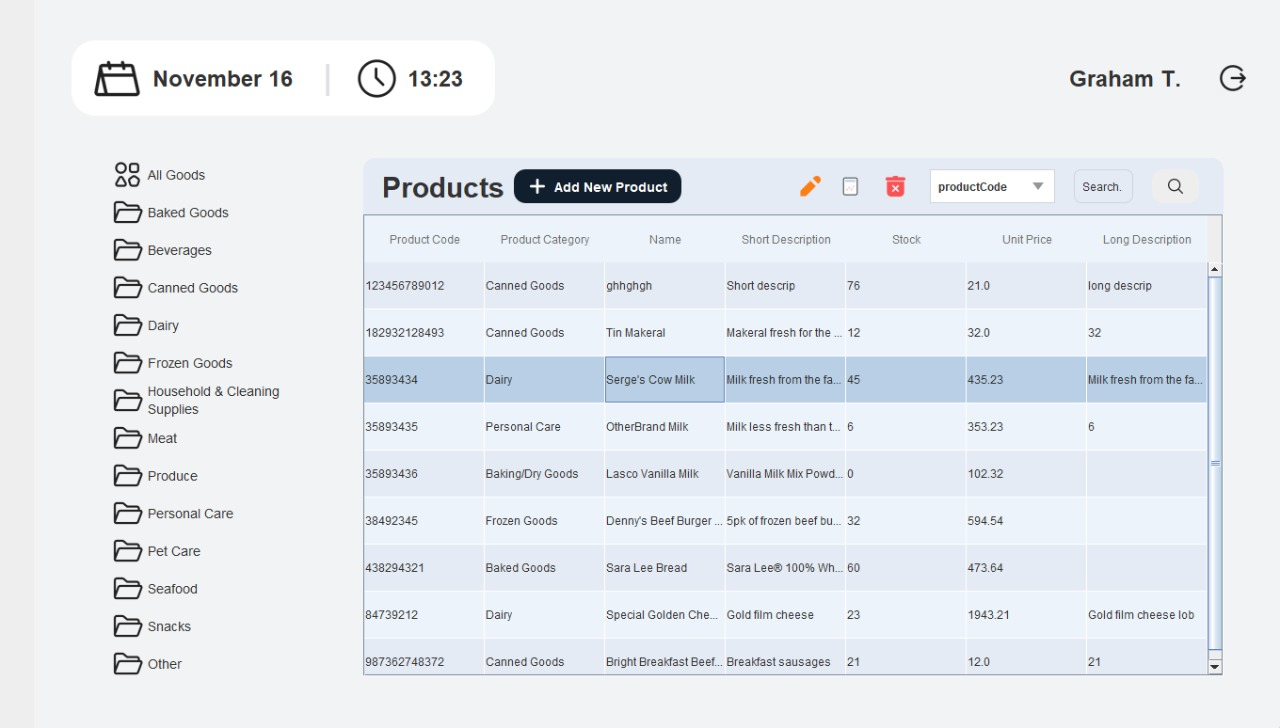 November 16 | 13:23
Graham T.
All Goods
Baked Goods
Beverages
Canned Goods
Dairy
Frozen Goods
Household & Cleaning
Supplies
Meat
Produce
Personal Care
Pet Care
Seafood
Snacks
Other
Products + Add New Product productCode Search.
Product Code Product Category Name Short Description Stock Unit Price Long Description
123456789012 Canned Goods ghhghgh Short descrip 76 21.0 long descrip
182932128493 Canned Goods Tin Makeral Makeral fresh for the ... 12 32.0 32
35893434 Dairy Serge's Cow Milk Milk fresh from the fa... 45 435.23 Milk fresh from the fa...
35893435 Personal Care OtherBrand Milk Milk less fresh than t... 6 353.23 6
35893436 Baking/Dry Goods Lasco Vanilla Milk Vanilla Milk Mix Powd... 0 102.32
38492345 Frozen Goods Denny's Beef Burger ... 5pk of frozen beef bu... 32 594.54
438294321 Baked Goods Sara Lee Bread Sara Lee® 100% Wh... 60 473.64
84739212 Dairy Special Golden Che... Gold film cheese 23 1943.21 Gold film cheese lob
987362748372 Canned Goods Bright Breakfast Beef... Breakfast sausages 21 12.0 21